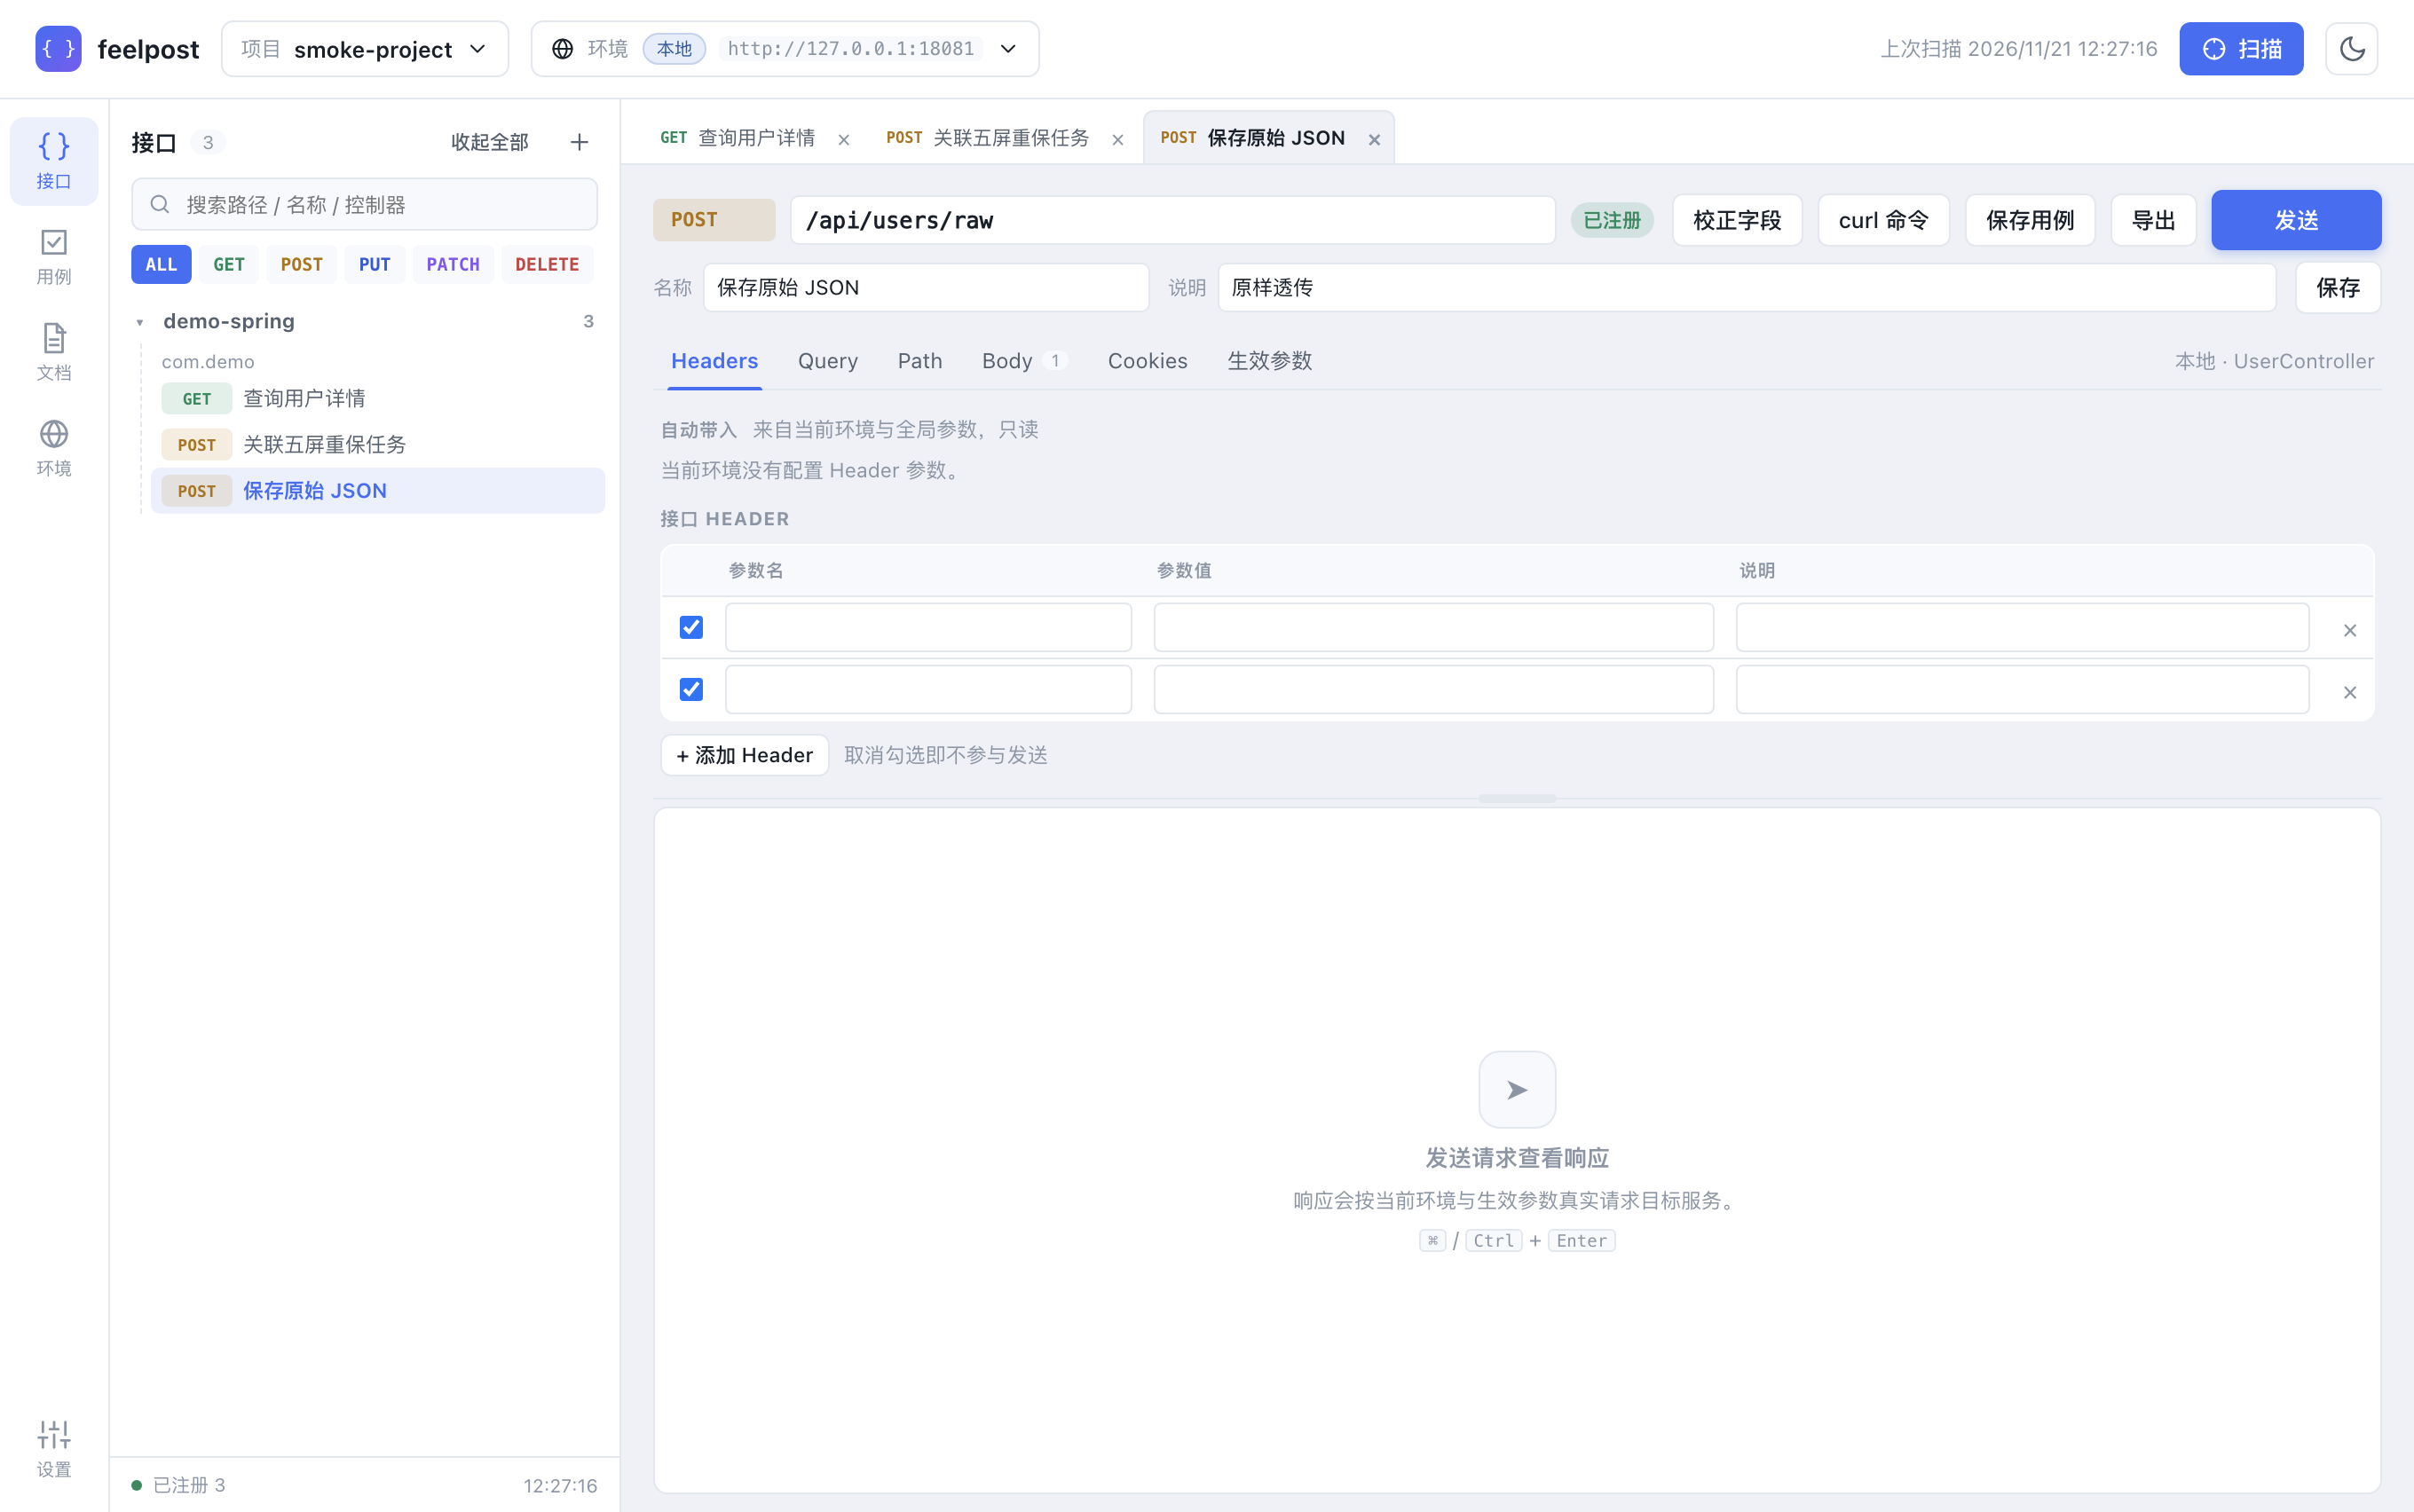 { } feelpost 项目 smoke-project 环境 本地 http://127.0.0.1:18081 上次扫描 2026/11/21 12:27:16 扫描
接口
用例
文档
环境
设置
接口 3 收起全部 +
搜索路径 / 名称 / 控制器
ALL GET POST PUT PATCH DELETE
demo-spring 3
com.demo
GET 查询用户详情
POST 关联五屏重保任务
POST 保存原始 JSON
已注册 3 12:27:16
GET 查询用户详情 × POST 关联五屏重保任务 × POST 保存原始 JSON ×
POST /api/users/raw 已注册 校正字段 curl 命令 保存用例 导出 发送
名称 保存原始 JSON 说明 原样透传 保存
Headers Query Path Body 1 Cookies 生效参数 本地 · UserController
自动带入 来自当前环境与全局参数，只读
当前环境没有配置 Header 参数。
接口 HEADER
参数名 参数值 说明
×
×
+ 添加 Header 取消勾选即不参与发送
发送请求查看响应
响应会按当前环境与生效参数真实请求目标服务。
⌘ / Ctrl + Enter